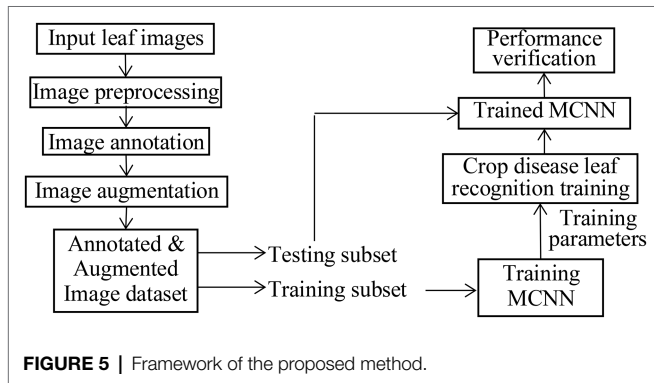 Input leaf images
Image preprocessing
Image annotation
Image augmentation
Annotated &
Augmented
Image dataset
Testing subset
Training subset
Training
MCNN
Training
parameters
Crop disease leaf
recognition training
Trained MCNN
Performance
verification
FIGURE 5 | Framework of the proposed method.